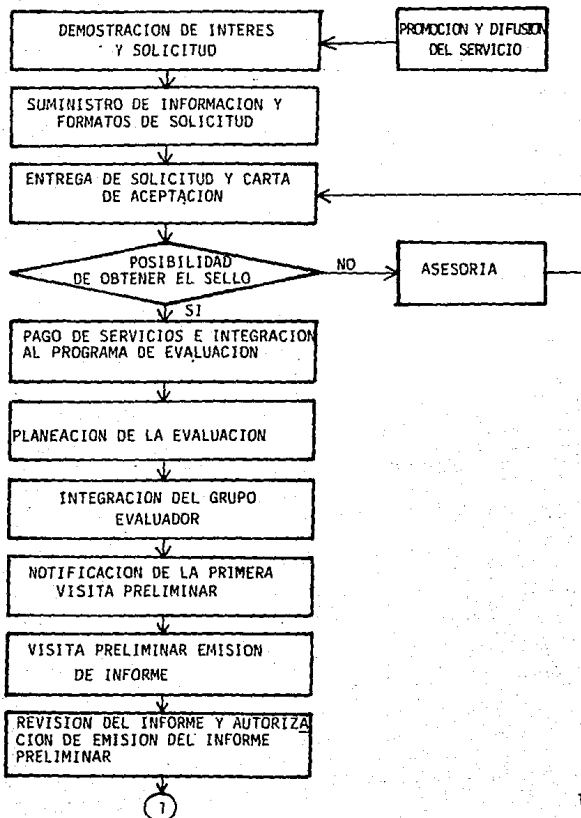 DEMOSTRACION DE INTERES
Y SOLICITUD
PROMOCION Y DIFUSION
DEL SERVICIO
SUMINISTRO DE INFORMACION Y
FORMATOS DE SOLICITUD
ENTREGA DE SOLICITUD Y CARTA
DE ACEPTACION
POSIBILIDAD
DE OBTENER EL SELLO
NO
ASESORIA
SI
PAGO DE SERVICIOS E INTEGRACION
AL PROGRAMA DE EVALUACION
PLANEACION DE LA EVALUACION
INTEGRACION DEL GRUPO
EVALUADOR
NOTIFICACION DE LA PRIMERA
VISITA PRELIMINAR
VISITA PRELIMINAR EMISION
DE INFORME
REVISION DEL INFORME Y AUTORIZA
CION DE EMISION DEL INFORME
PRELIMINAR
1